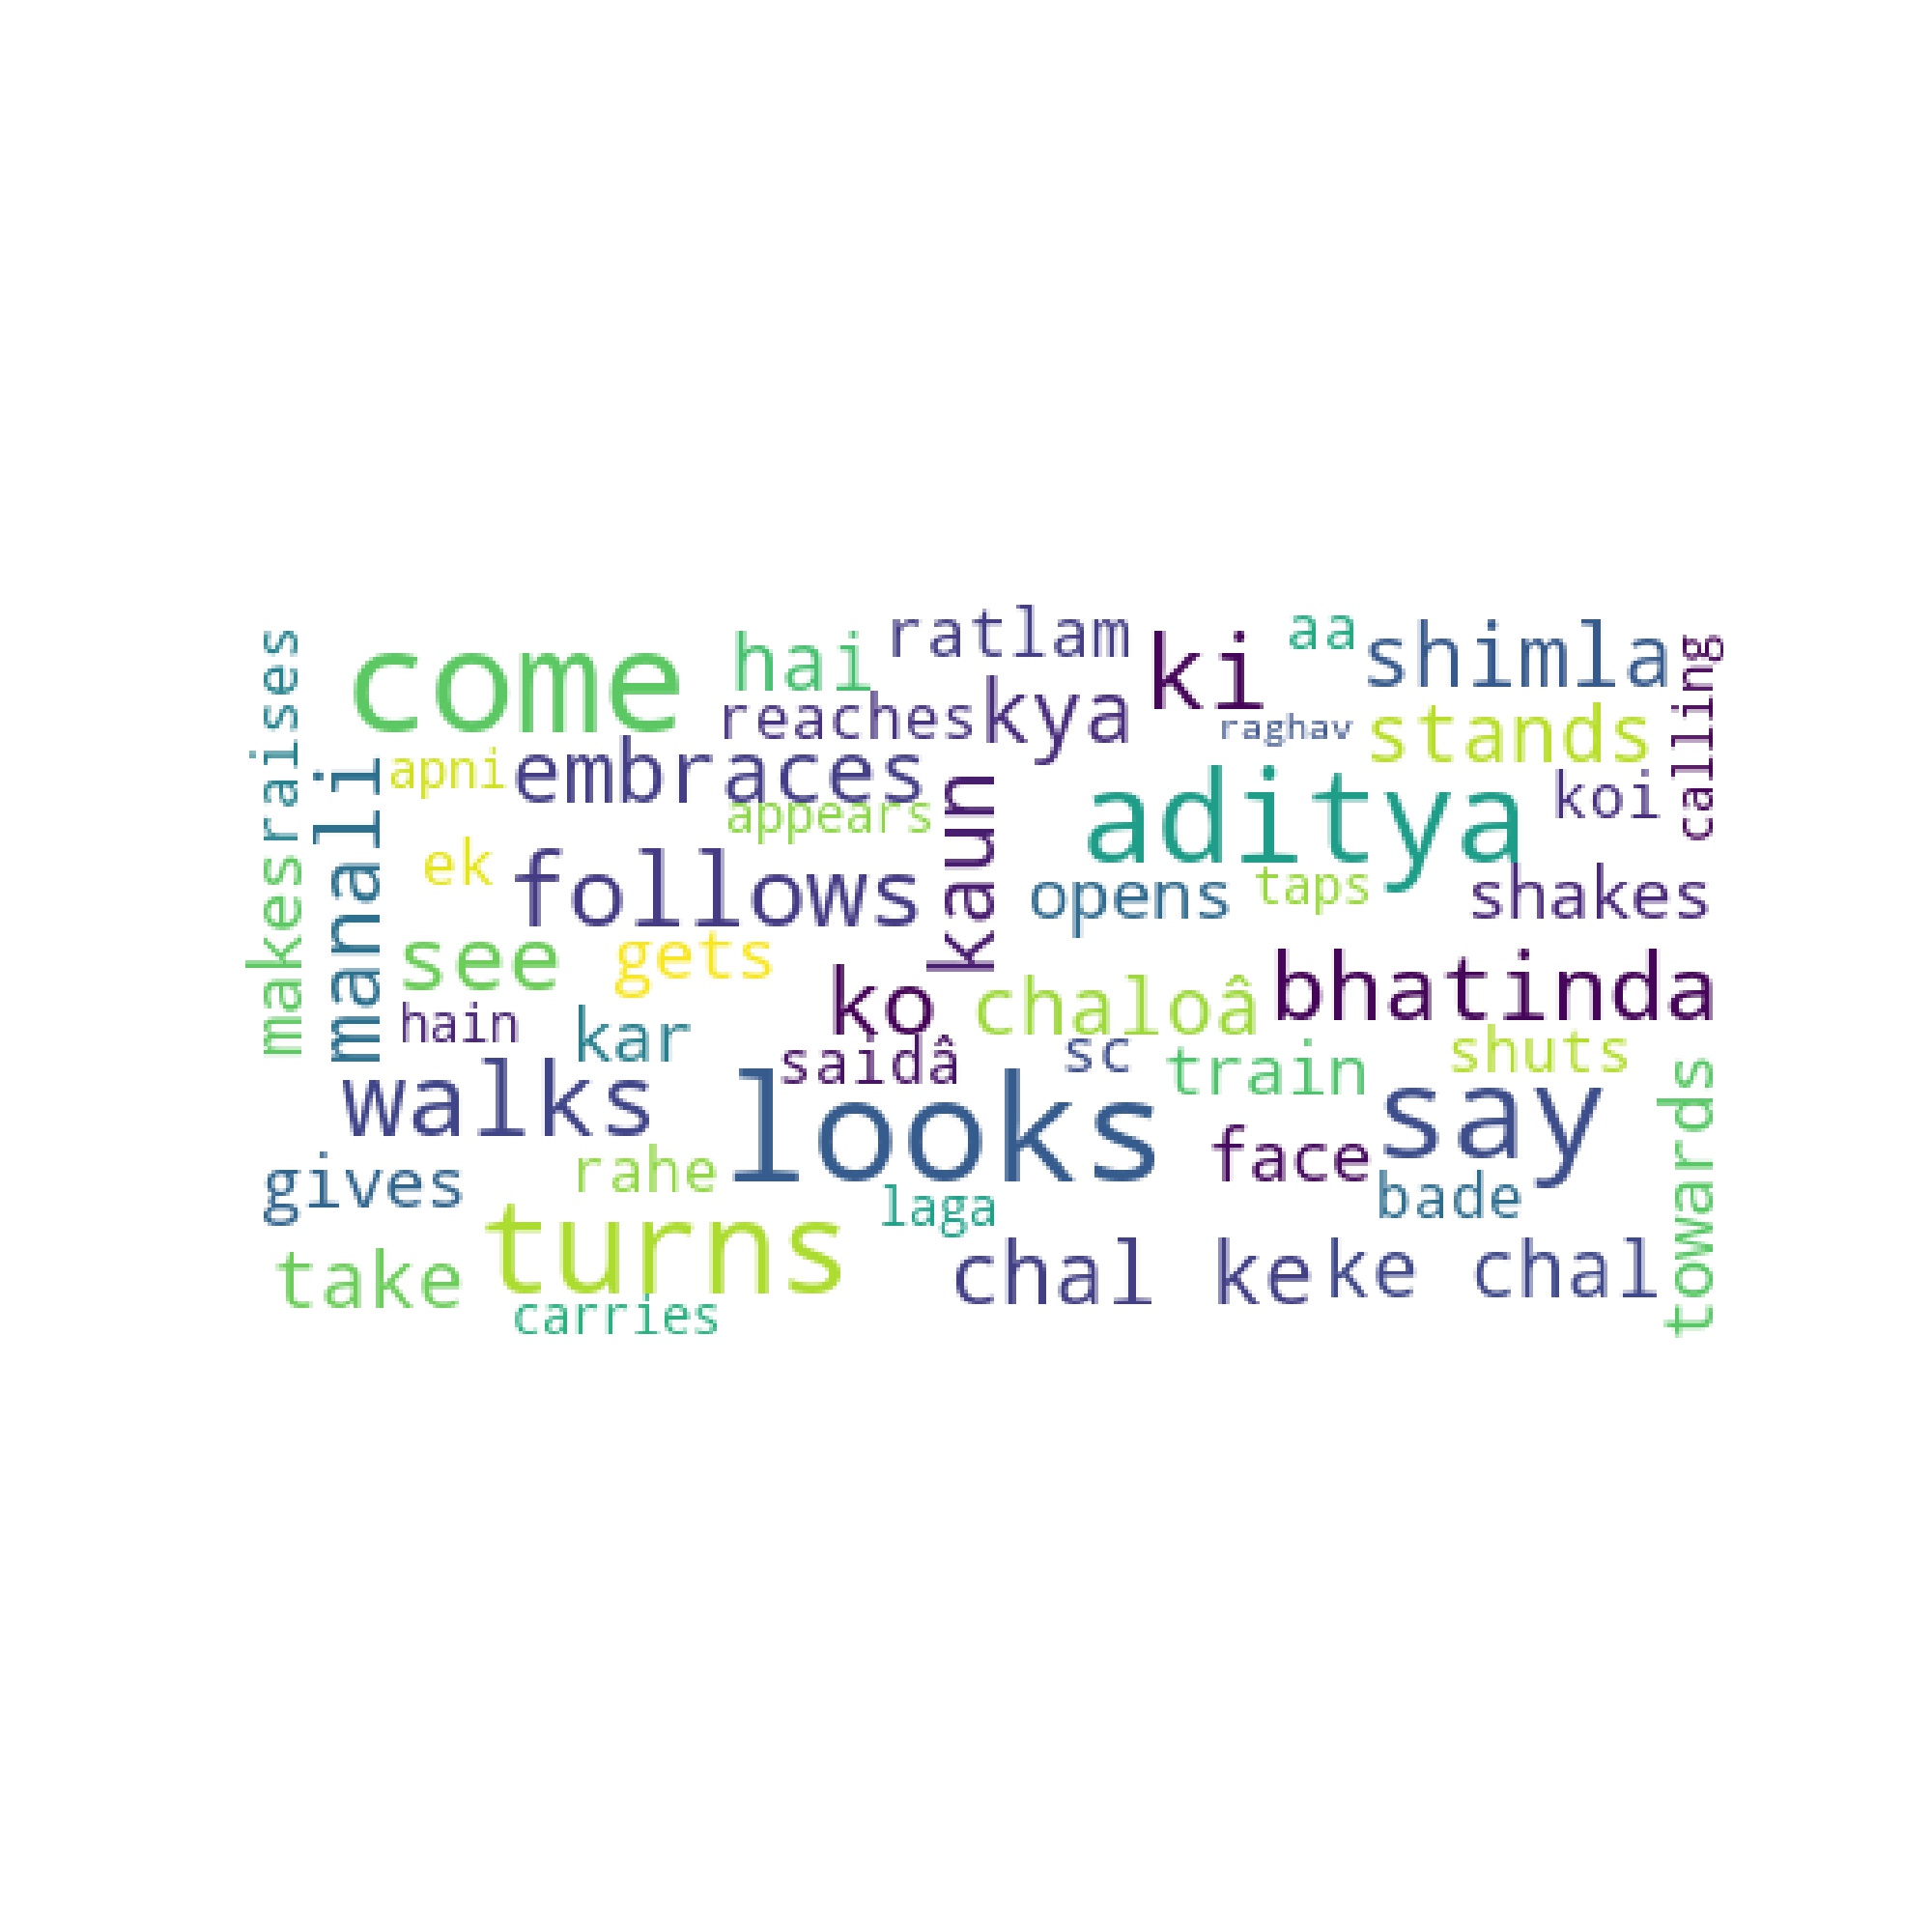 raises
come
hai
ratlam
ki
aa
shimla
calling
reaches
kya
raghav
stands
manali
apni
embraces
appears
kaun
aditya
koi
makes
ek
follows
opens
taps
shakes
see
gets
ko
chaloâ
bhatinda
hain
kar
saidâ
sc
train
shuts
towards
walks
looks
face
say
gives
rahe
laga
bade
take
turns
carries
chal ke
ke chal